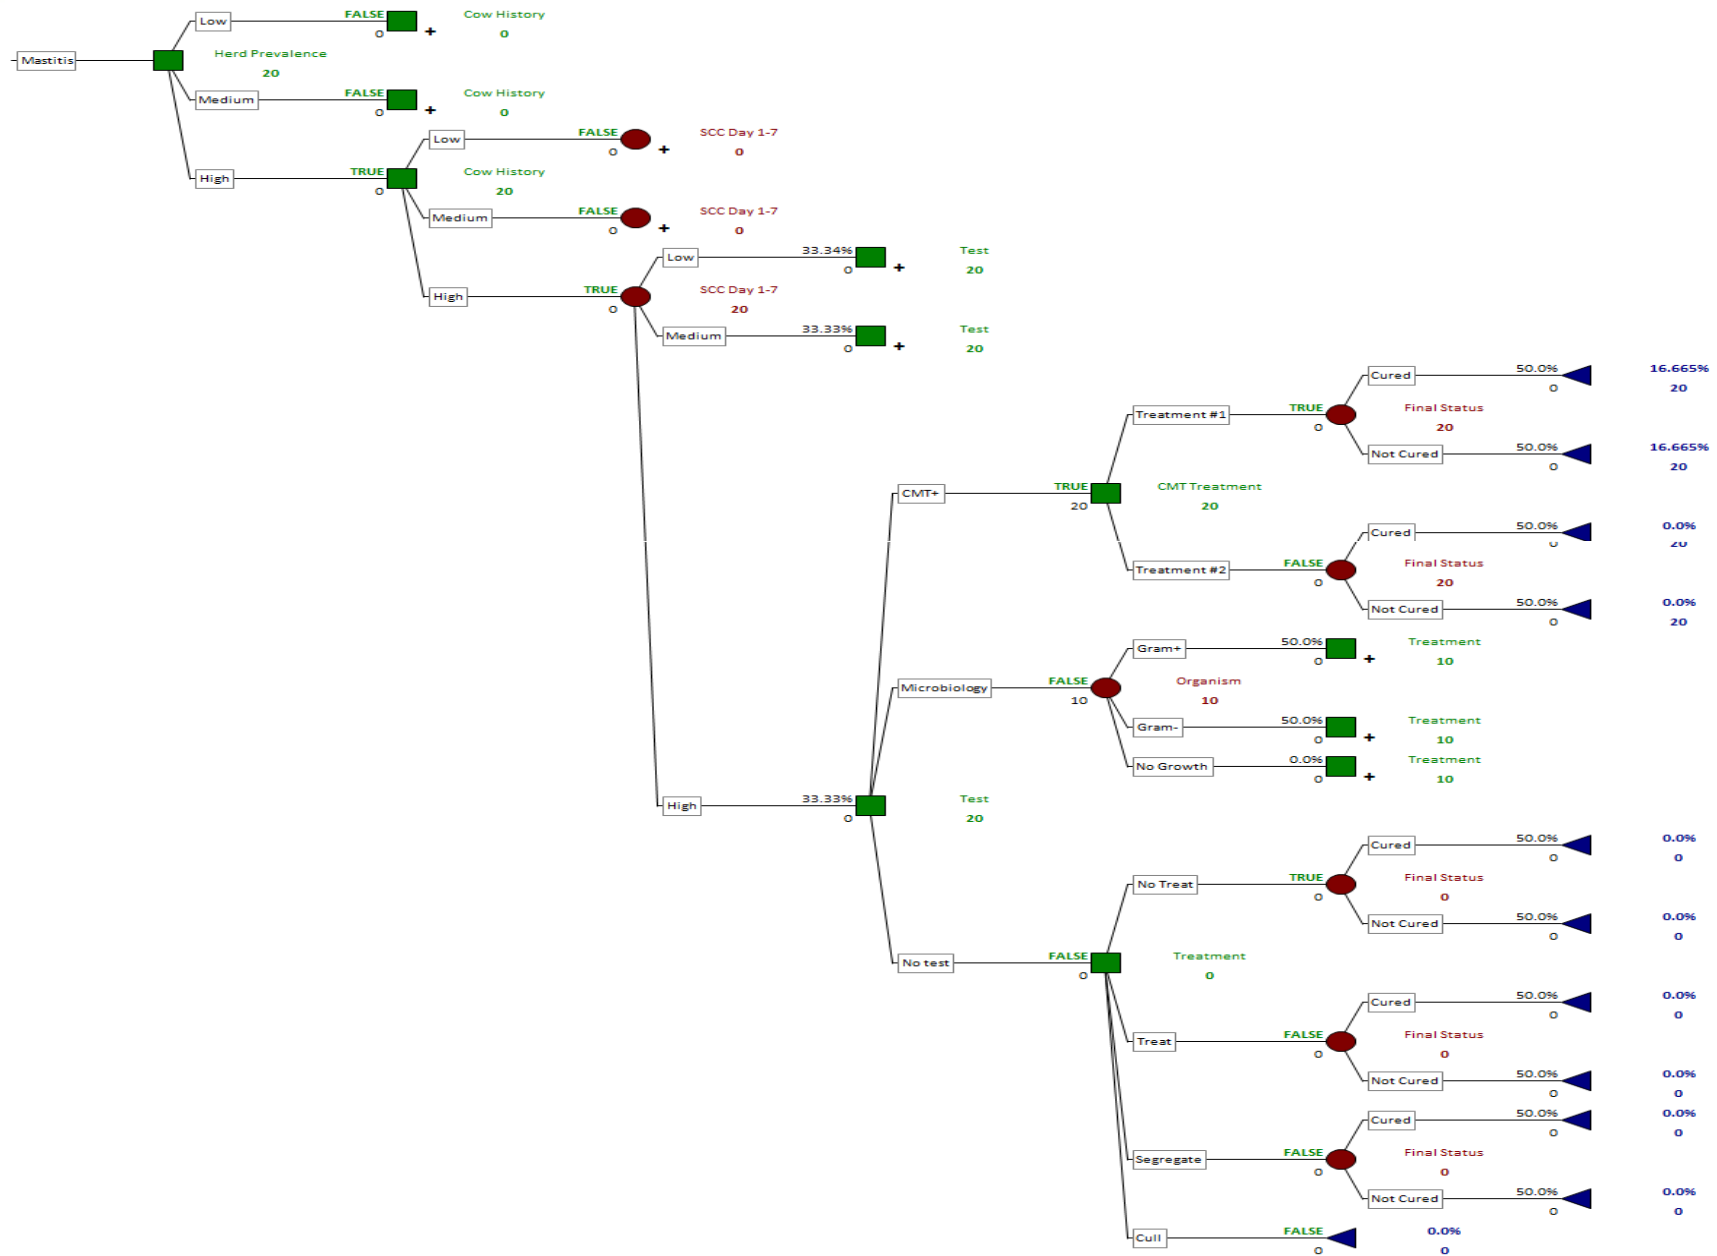 Low FALSE Cow History
0 + 0
Mastitis Herd Prevalence
20
Medium FALSE Cow History
0 + 0
Low FALSE SCC Day 1-7
0 + 0
High TRUE Cow History
0 20
Medium FALSE SCC Day 1-7
0 + 0
Low 33.34% Test
0 + 20
High TRUE SCC Day 1-7
0 20
Medium 33.33% Test
0 + 20
Cured 50.0% 16.665%
0 20
Treatment #1 TRUE Final Status
0 20
Not Cured 50.0% 16.665%
0 20
CMT+ TRUE CMT Treatment
20 20
Cured 50.0% 0.0%
0 20
Treatment #2 FALSE Final Status
0 20
Not Cured 50.0% 0.0%
0 20
Gram+ 50.0% Treatment
0 + 10
Microbiology FALSE Organism
10 10
Gram- 50.0% Treatment
0 + 10
No Growth 0.0% Treatment
0 + 10
High 33.33% Test
0 20
Cured 50.0% 0.0%
0 0
No Treat TRUE Final Status
0 0
Not Cured 50.0% 0.0%
0 0
No test FALSE Treatment
0 0
Cured 50.0% 0.0%
0 0
Treat FALSE Final Status
0 0
Not Cured 50.0% 0.0%
0 0
Cured 50.0% 0.0%
0 0
Segregate FALSE Final Status
0 0
Not Cured 50.0% 0.0%
0 0
Cull FALSE 0.0%
0 0